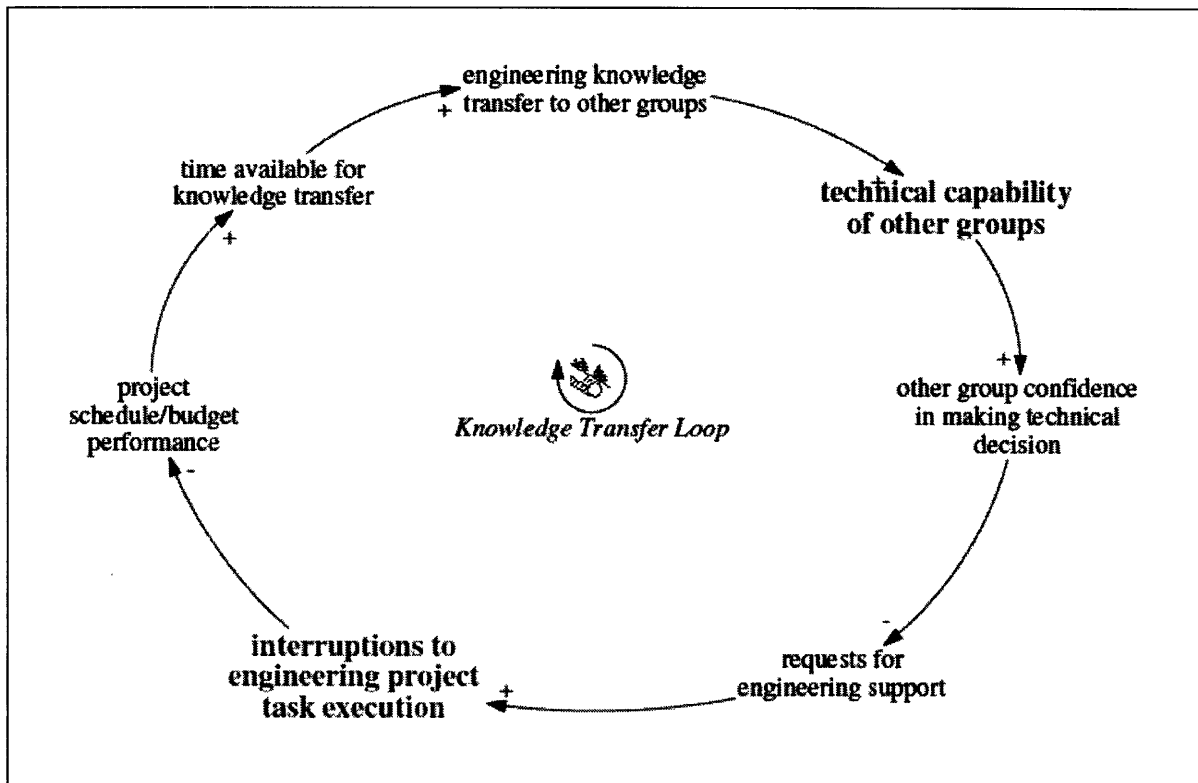 engineering knowledge
transfer to other groups
+
+
technical capability
of other groups
+
other group confidence
in making technical
decision
-
requests for
engineering support
+
interruptions to
engineering project
task execution
-
project
schedule/budget
performance
+
time available for
knowledge transfer
Knowledge Transfer Loop